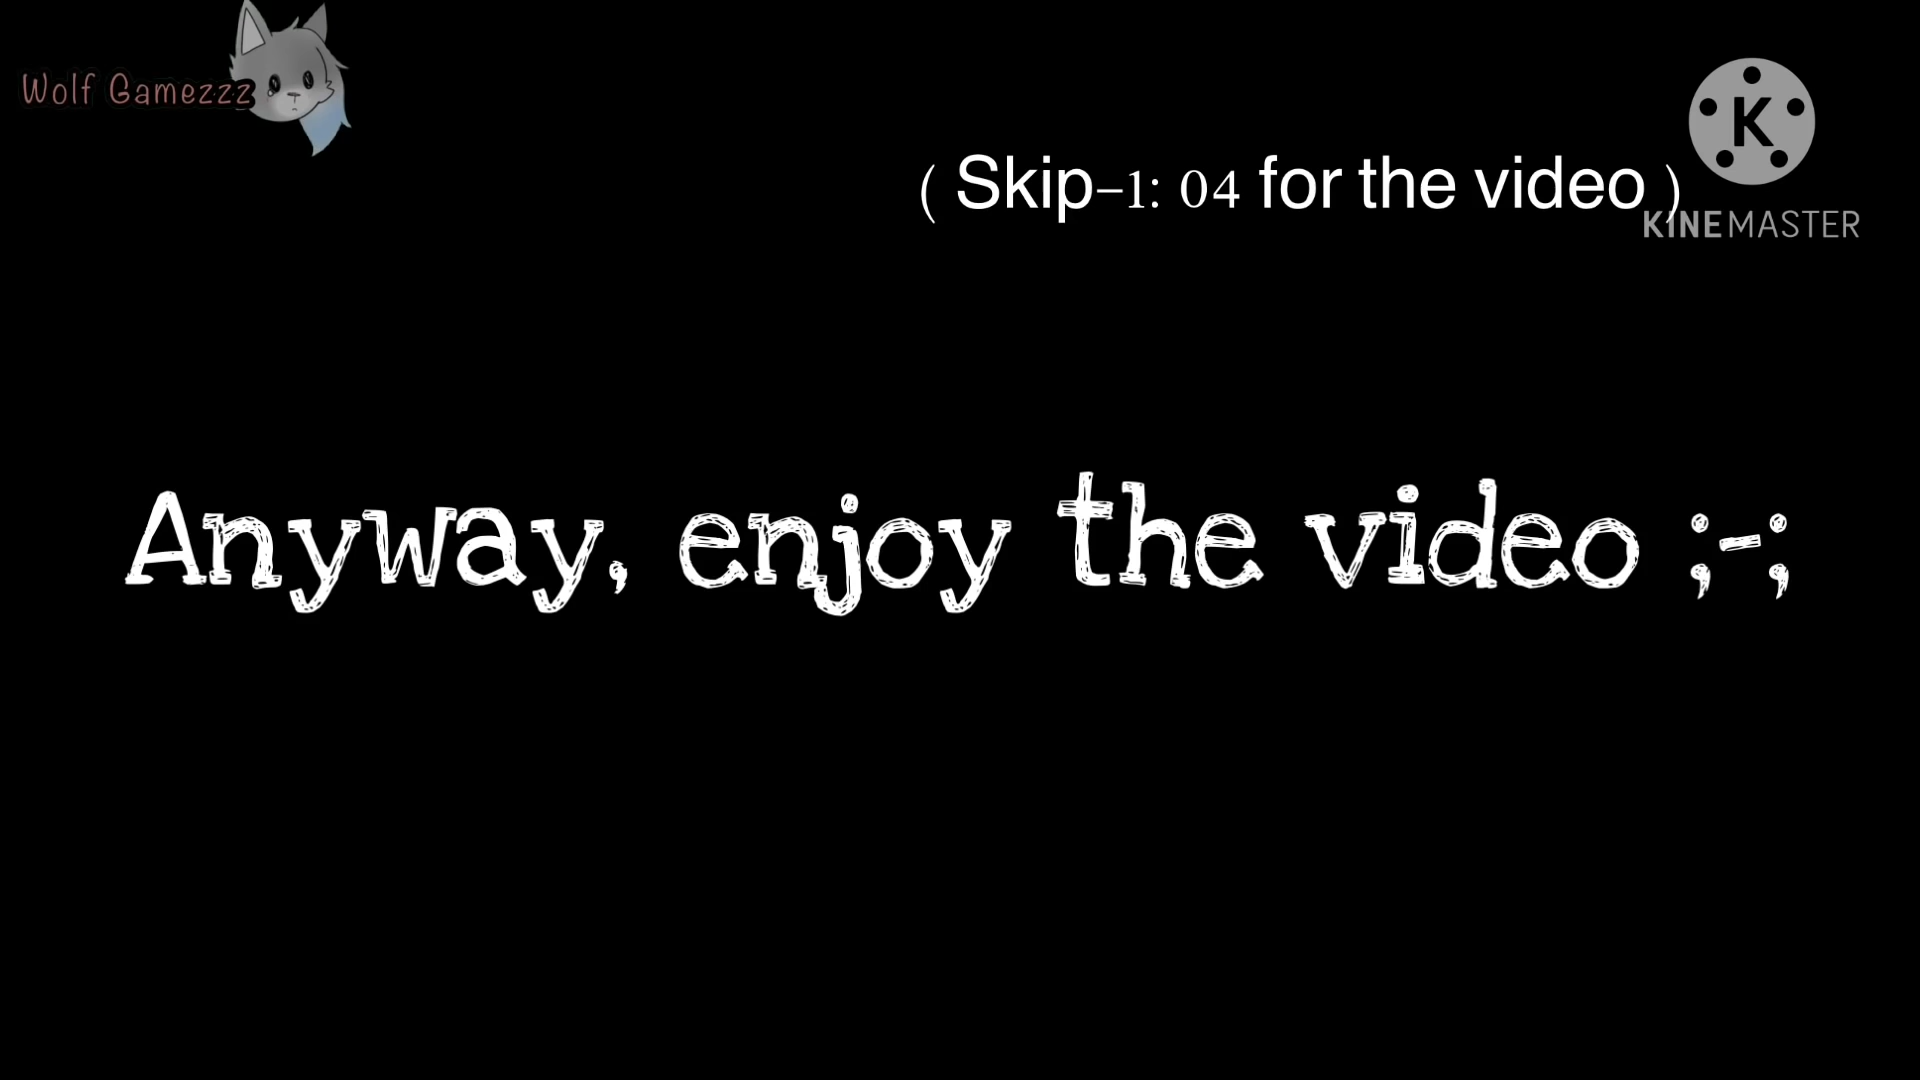 Wolf Gamezzz
( Skip-1: 04 for the video )
K
KINEMASTER
Anyway, enjoy the video ;-;